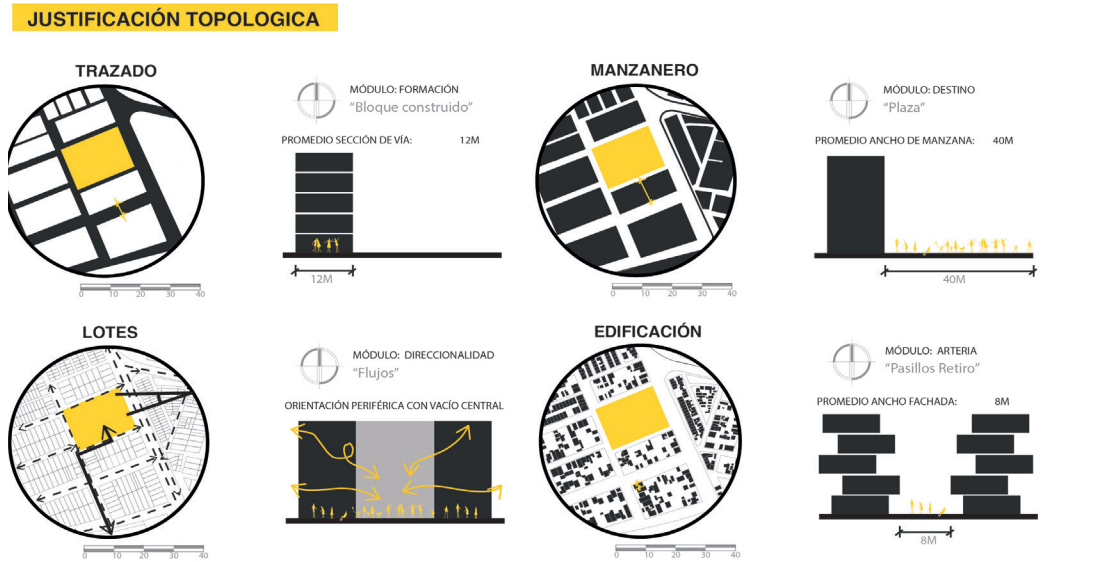 JUSTIFICACIÓN TOPOLOGICA
TRAZADO
MÓDULO: FORMACIÓN
"Bloque construido"
PROMEDIO SECCIÓN DE VÍA: 12M
12M
0 10 20 30 40
MANZANERO
MÓDULO: DESTINO
"Plaza"
PROMEDIO ANCHO DE MANZANA: 40M
40M
0 10 20 30 40
LOTES
MÓDULO: DIRECCIONALIDAD
"Flujos"
ORIENTACIÓN PERIFÉRICA CON VACÍO CENTRAL
0 10 20 30 40
EDIFICACIÓN
MÓDULO: ARTERIA
"Pasillos Retiro"
PROMEDIO ANCHO FACHADA: 8M
8M
0 10 20 30 40